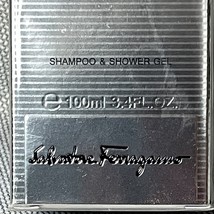 SHAMPOO & SHOWER GEL
℮ 100ml 3.4FL.OZ.
Salvatore Ferragamo